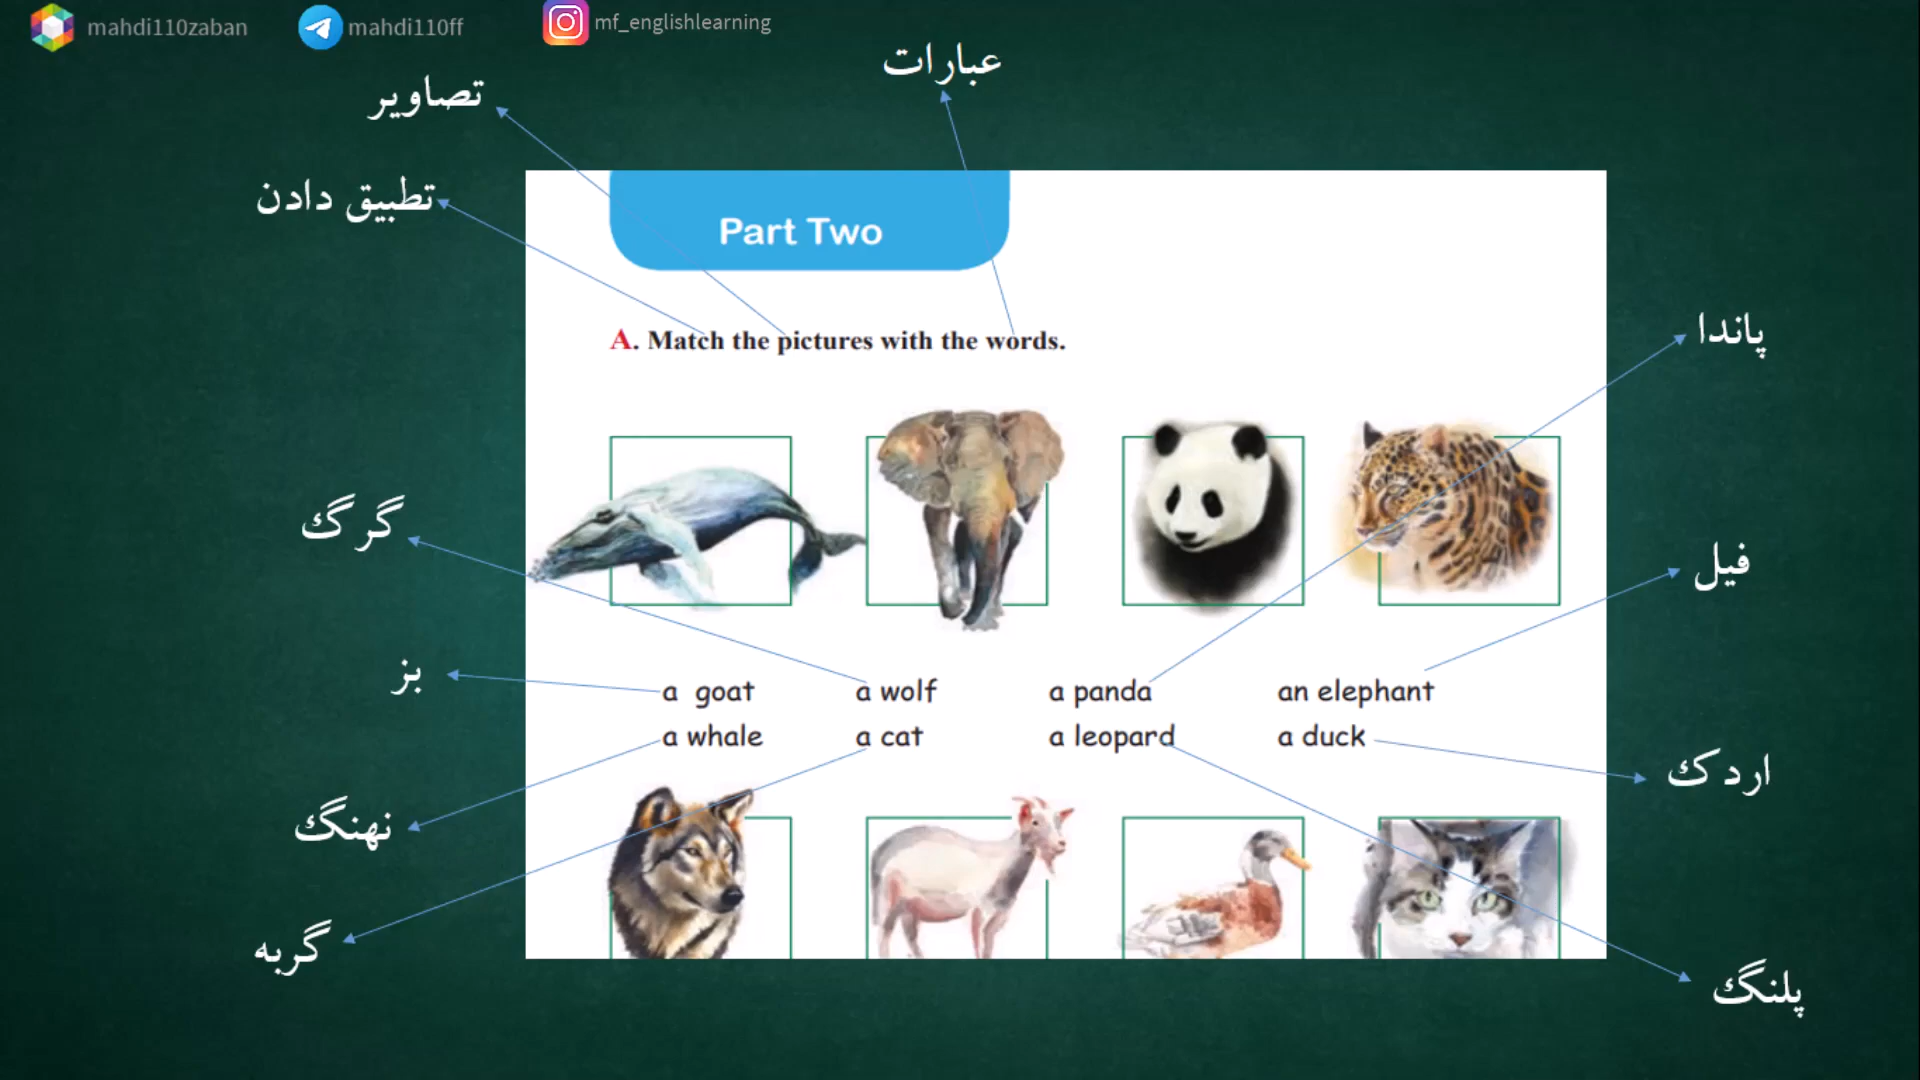 mahdi110zaban mahdi110ff mf_englishlearning
عبارات
تصاویر
تطبیق دادن
Part Two
A. Match the pictures with the words.
پاندا
گرگ
فیل
بز
a goat a wolf a panda an elephant
a whale a cat a leopard a duck
اردک
نهنگ
گربه
پلنگ